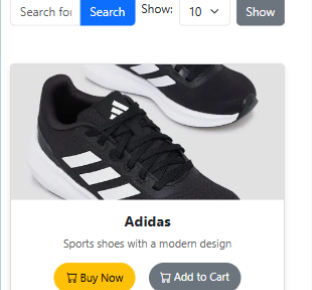 Search for Search Show: 10 Show
Adidas
Sports shoes with a modern design
Buy Now Add to Cart